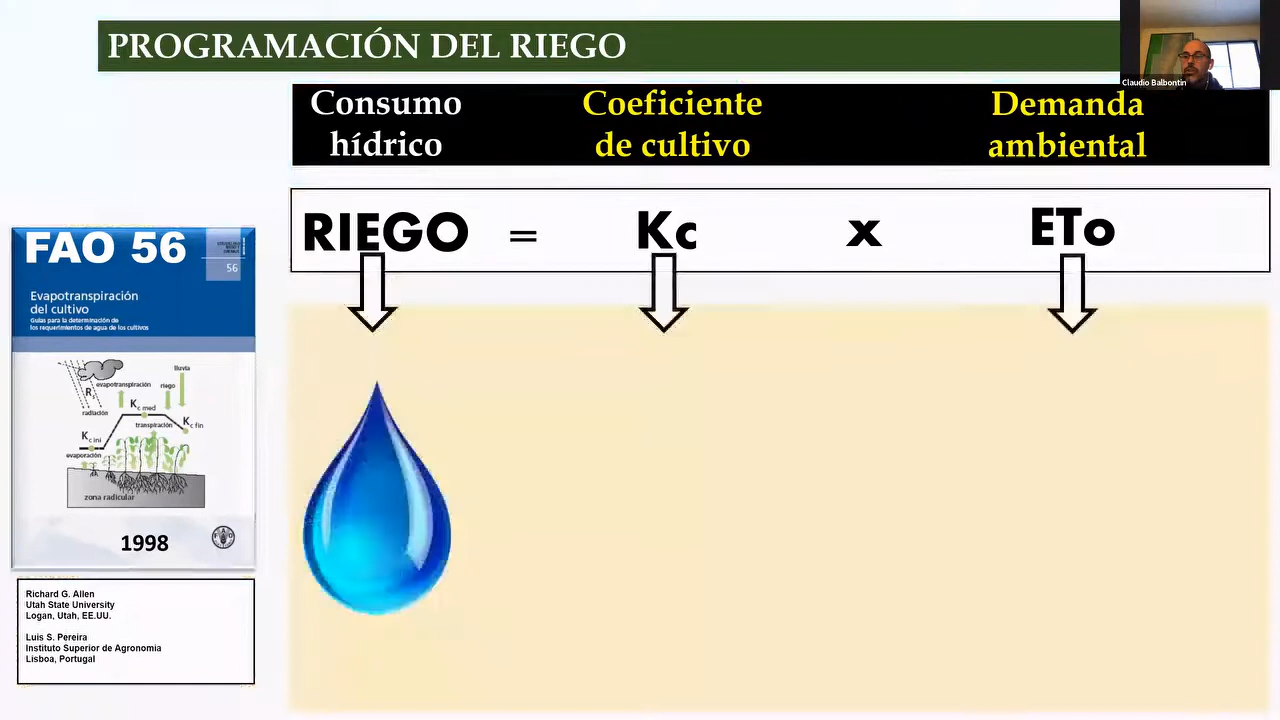 PROGRAMACIÓN DEL RIEGO
Claudio Balbontin
Consumo
hídrico
Coeficiente
de cultivo
Demanda
ambiental
RIEGO = Kc x ETo
FAO 56
56
Evapotranspiración
del cultivo
Guías para la determinación de
los requerimientos de agua de los cultivos
lluvia
evapotranspiración
riego
R
radiación
K c med
K c fin
transpiración
K c ini
evaporación
zona radicular
1998
Richard G. Allen
Utah State University
Logan, Utah, EE.UU.
Luis S. Pereira
Instituto Superior de Agronomia
Lisboa, Portugal